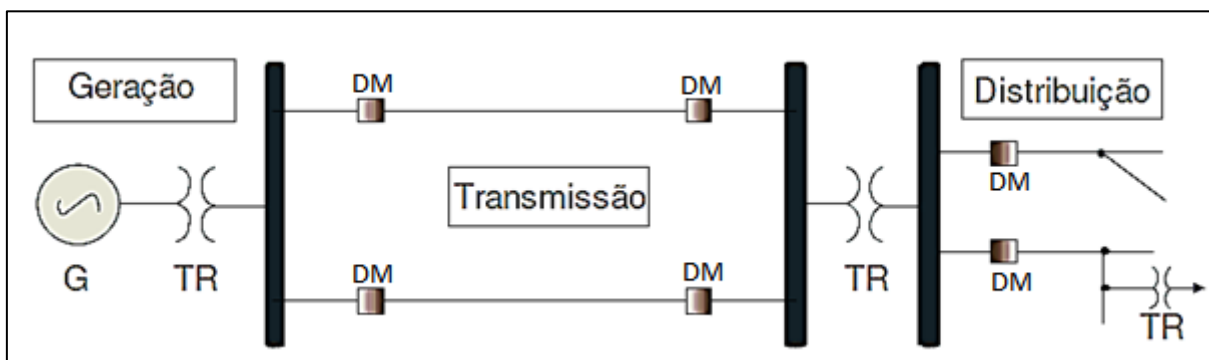 Geração
DM
DM
Distribuição
DM
Transmissão
G
TR
DM
DM
TR
DM
TR